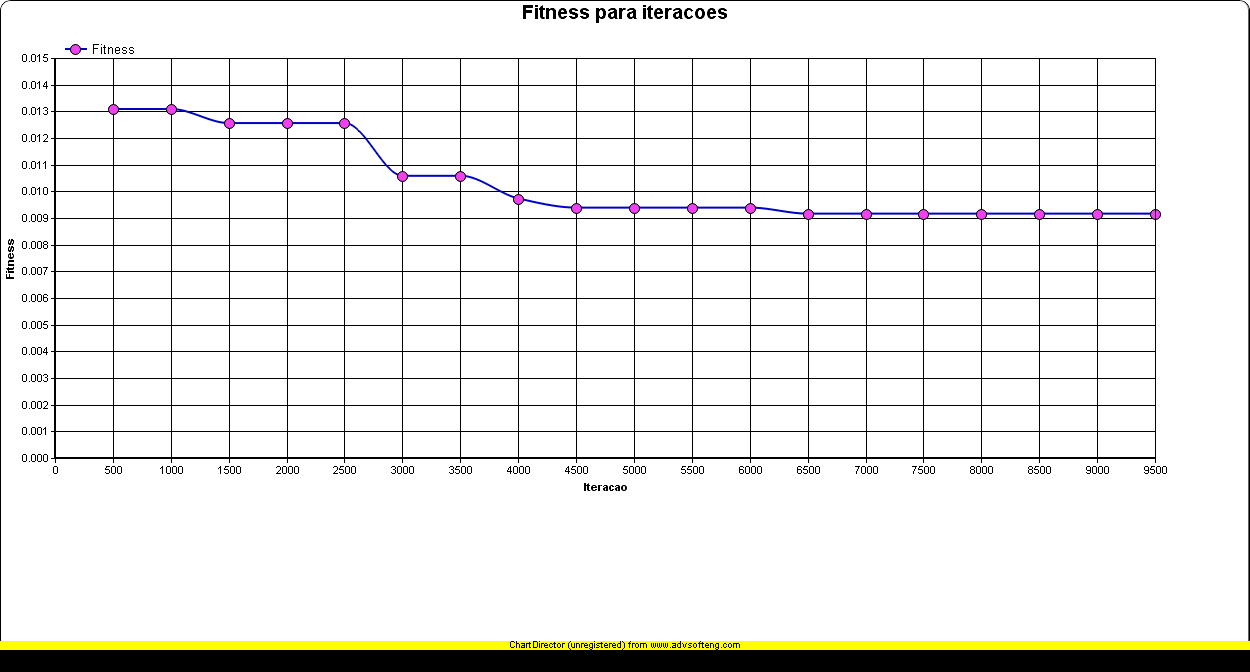 Fitness para iteracoes
Fitness
0.015
0.014
0.013
0.012
0.011
0.010
0.009
0.008
0.007
0.006
0.005
0.004
0.003
0.002
0.001
0.000
Fitness
0 500 1000 1500 2000 2500 3000 3500 4000 4500 5000 5500 6000 6500 7000 7500 8000 8500 9000 9500
Iteracao
ChartDirector (unregistered) from www.advsofteng.com